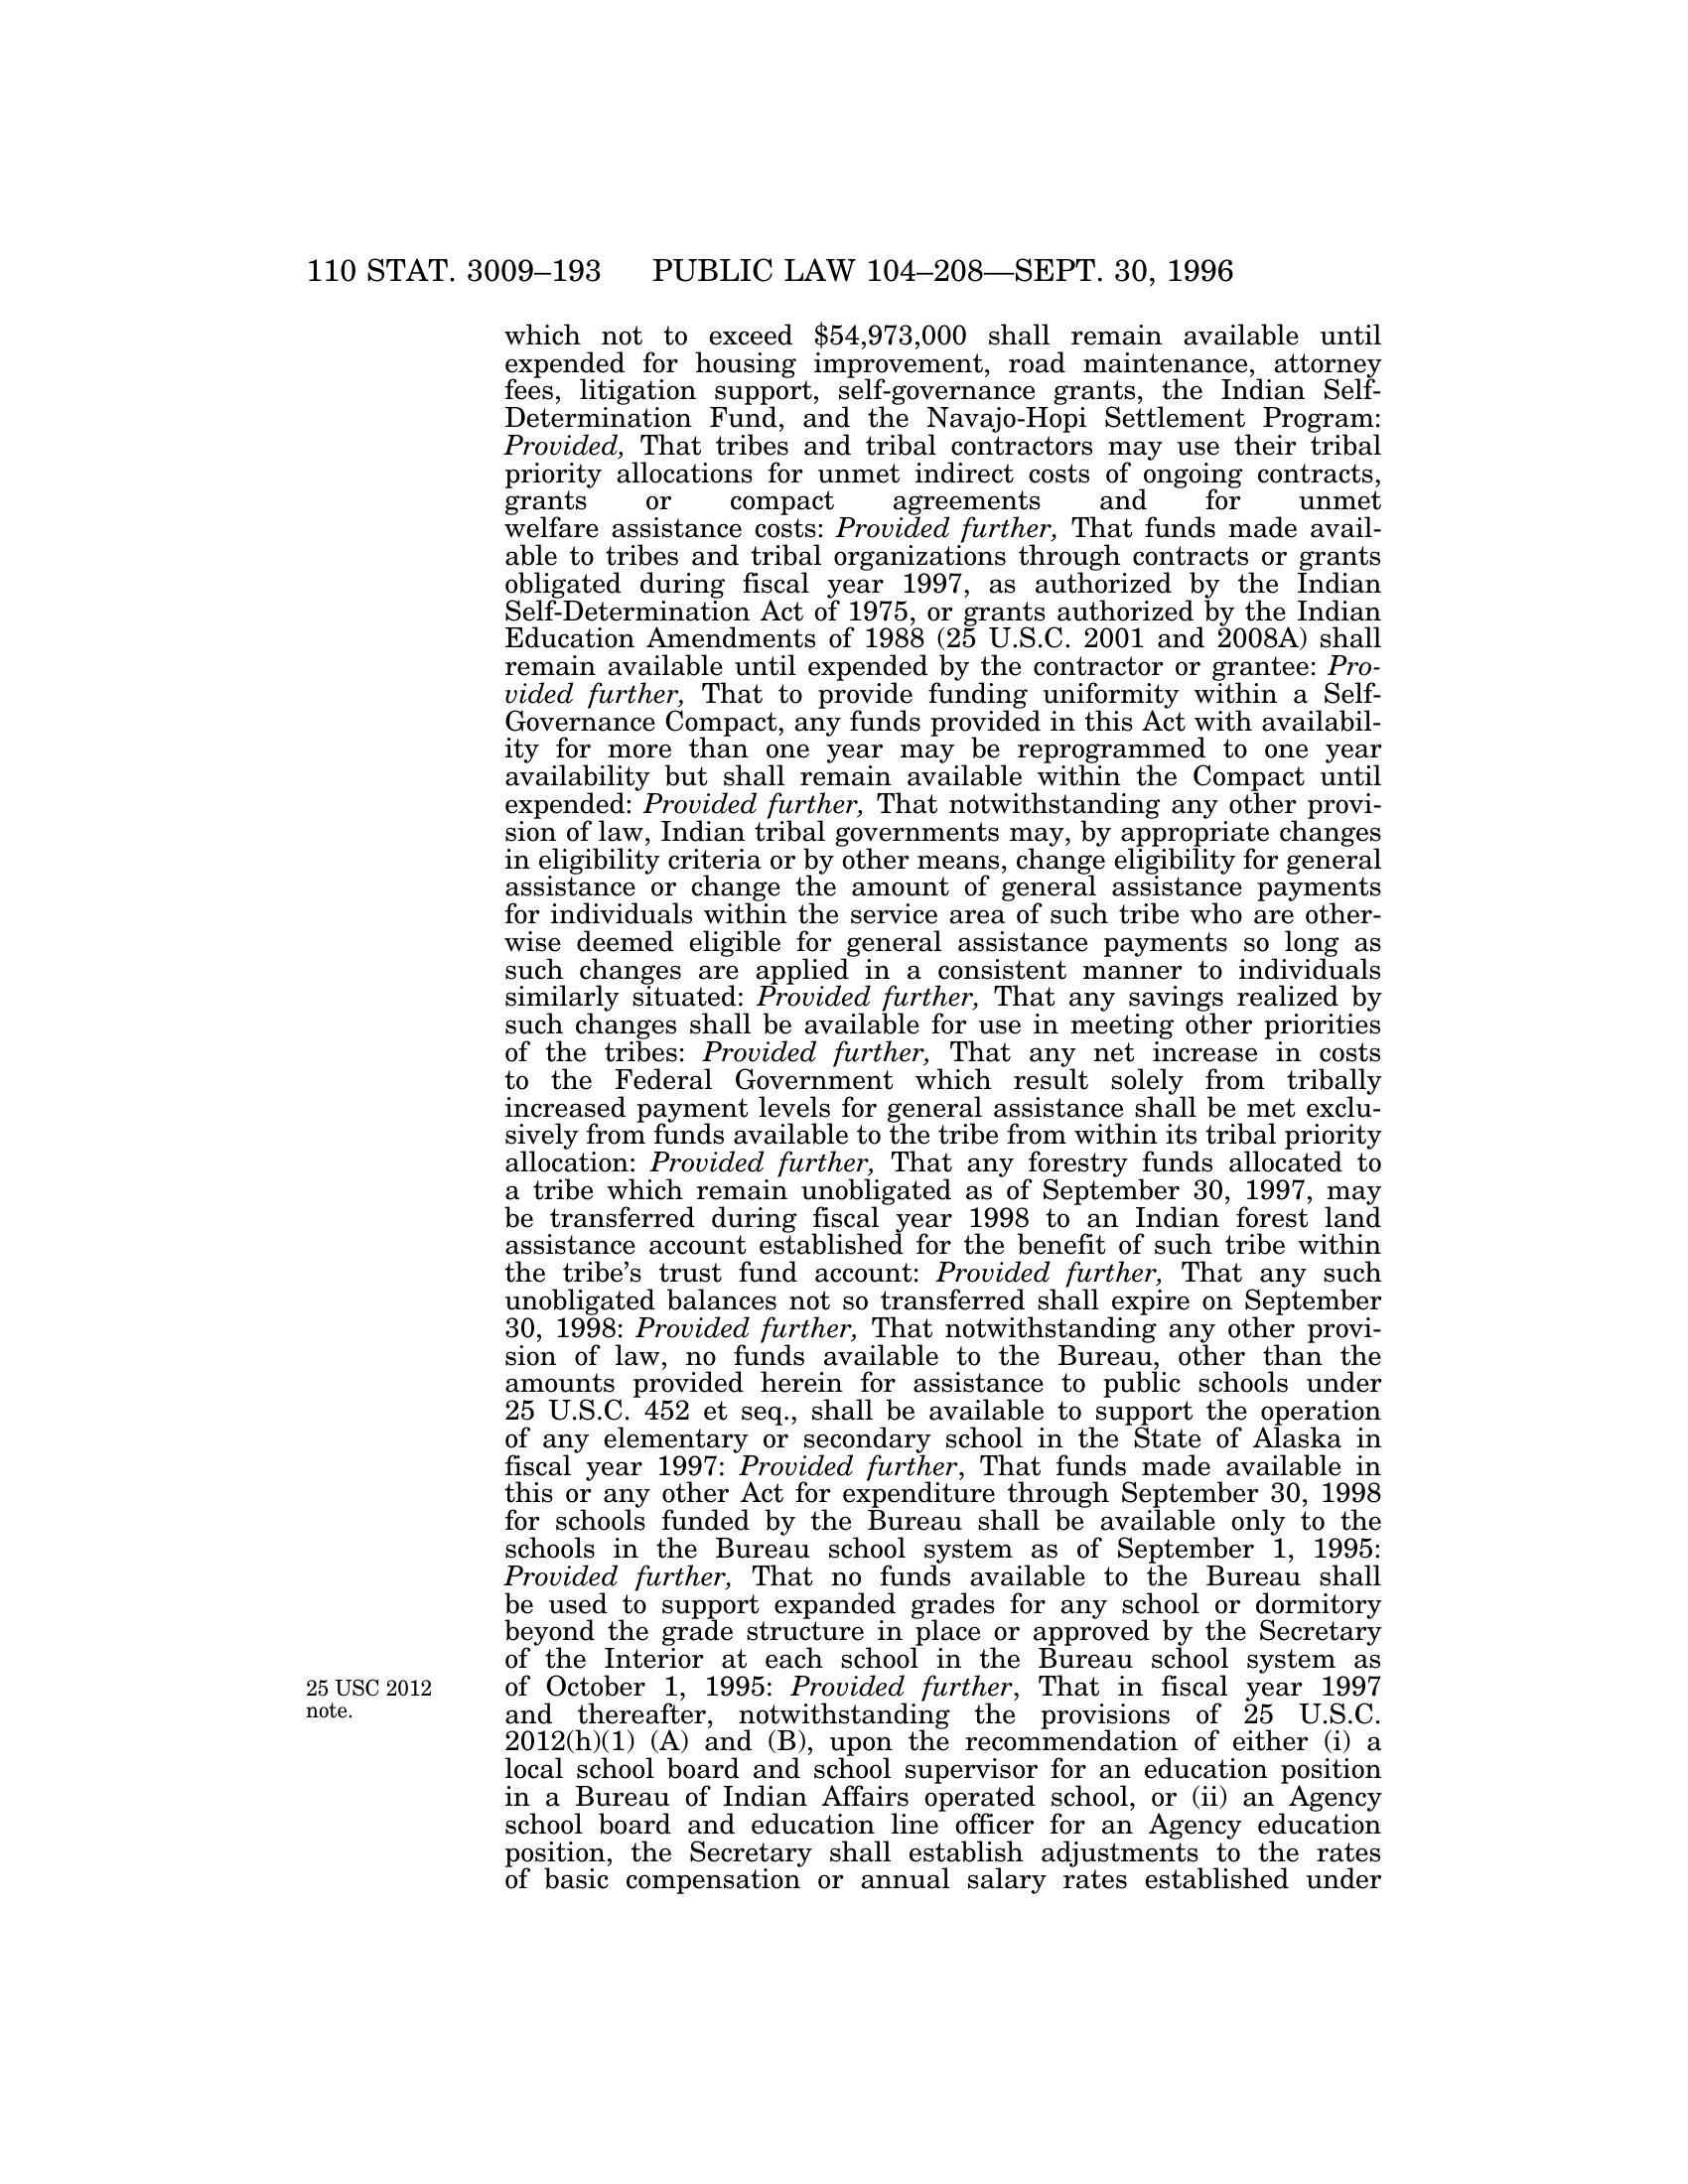 110 STAT. 3009–193 PUBLIC LAW 104–208—SEPT. 30, 1996
which not to exceed $54,973,000 shall remain available until
expended for housing improvement, road maintenance, attorney
fees, litigation support, self-governance grants, the Indian Self-
Determination Fund, and the Navajo-Hopi Settlement Program:
Provided, That tribes and tribal contractors may use their tribal
priority allocations for unmet indirect costs of ongoing contracts,
grants or compact agreements and for unmet
welfare assistance costs: Provided further, That funds made avail-
able to tribes and tribal organizations through contracts or grants
obligated during fiscal year 1997, as authorized by the Indian
Self-Determination Act of 1975, or grants authorized by the Indian
Education Amendments of 1988 (25 U.S.C. 2001 and 2008A) shall
remain available until expended by the contractor or grantee: Pro-
vided further, That to provide funding uniformity within a Self-
Governance Compact, any funds provided in this Act with availabil-
ity for more than one year may be reprogrammed to one year
availability but shall remain available within the Compact until
expended: Provided further, That notwithstanding any other provi-
sion of law, Indian tribal governments may, by appropriate changes
in eligibility criteria or by other means, change eligibility for general
assistance or change the amount of general assistance payments
for individuals within the service area of such tribe who are other-
wise deemed eligible for general assistance payments so long as
such changes are applied in a consistent manner to individuals
similarly situated: Provided further, That any savings realized by
such changes shall be available for use in meeting other priorities
of the tribes: Provided further, That any net increase in costs
to the Federal Government which result solely from tribally
increased payment levels for general assistance shall be met exclu-
sively from funds available to the tribe from within its tribal priority
allocation: Provided further, That any forestry funds allocated to
a tribe which remain unobligated as of September 30, 1997, may
be transferred during fiscal year 1998 to an Indian forest land
assistance account established for the benefit of such tribe within
the tribe’s trust fund account: Provided further, That any such
unobligated balances not so transferred shall expire on September
30, 1998: Provided further, That notwithstanding any other provi-
sion of law, no funds available to the Bureau, other than the
amounts provided herein for assistance to public schools under
25 U.S.C. 452 et seq., shall be available to support the operation
of any elementary or secondary school in the State of Alaska in
fiscal year 1997: Provided further, That funds made available in
this or any other Act for expenditure through September 30, 1998
for schools funded by the Bureau shall be available only to the
schools in the Bureau school system as of September 1, 1995:
Provided further, That no funds available to the Bureau shall
be used to support expanded grades for any school or dormitory
beyond the grade structure in place or approved by the Secretary
of the Interior at each school in the Bureau school system as
of October 1, 1995: Provided further, That in fiscal year 1997
and thereafter, notwithstanding the provisions of 25 U.S.C.
2012(h)(1) (A) and (B), upon the recommendation of either (i) a
local school board and school supervisor for an education position
in a Bureau of Indian Affairs operated school, or (ii) an Agency
school board and education line officer for an Agency education
position, the Secretary shall establish adjustments to the rates
of basic compensation or annual salary rates established under
25 USC 2012
note.